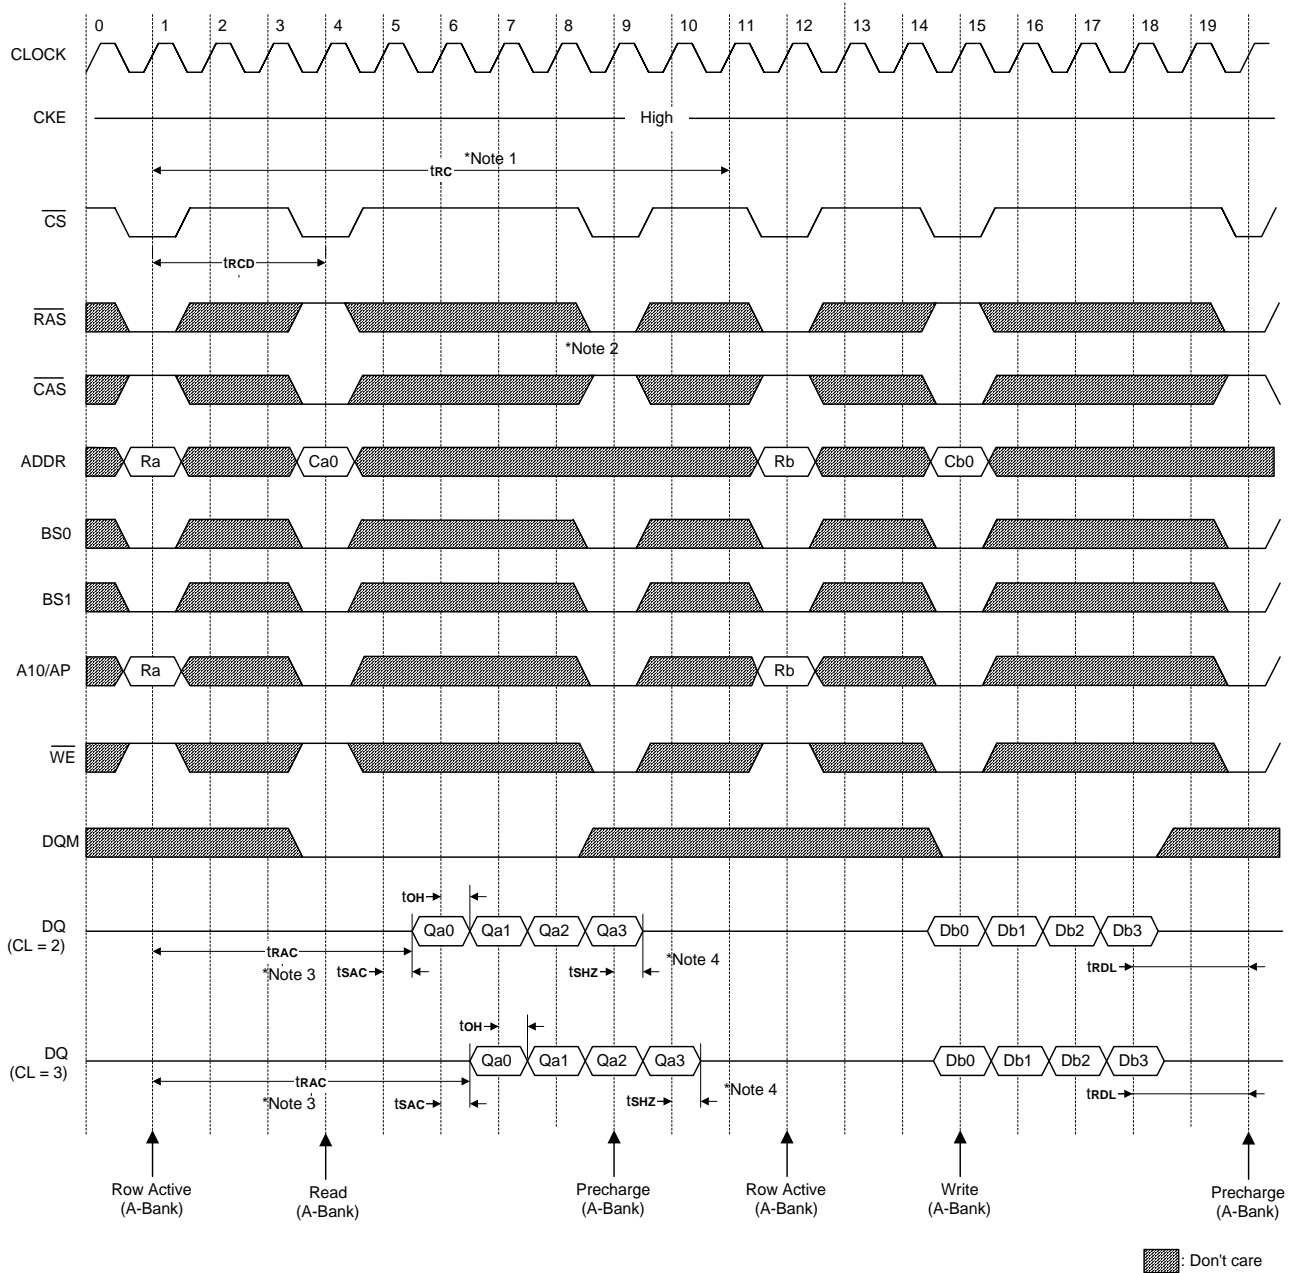 0 1 2 3 4 5 6 7 8 9 10 11 12 13 14 15 16 17 18 19
CLOCK
CKE High
*Note 1
tRC
CS
tRCD
RAS
*Note 2
CAS
ADDR Ra Ca0 Rb Cb0
BS0
BS1
A10/AP Ra Rb
WE
DQM
tOH
DQ
(CL = 2)
Qa0 Qa1 Qa2 Qa3 Db0 Db1 Db2 Db3
tRAC
*Note 3 tSAC tSHZ *Note 4 tRDL
tOH
DQ
(CL = 3)
Qa0 Qa1 Qa2 Qa3 Db0 Db1 Db2 Db3
tRAC
*Note 3 tSAC tSHZ *Note 4 tRDL
Row Active
(A-Bank)
Read
(A-Bank)
Precharge
(A-Bank)
Row Active
(A-Bank)
Write
(A-Bank)
Precharge
(A-Bank)
: Don't care